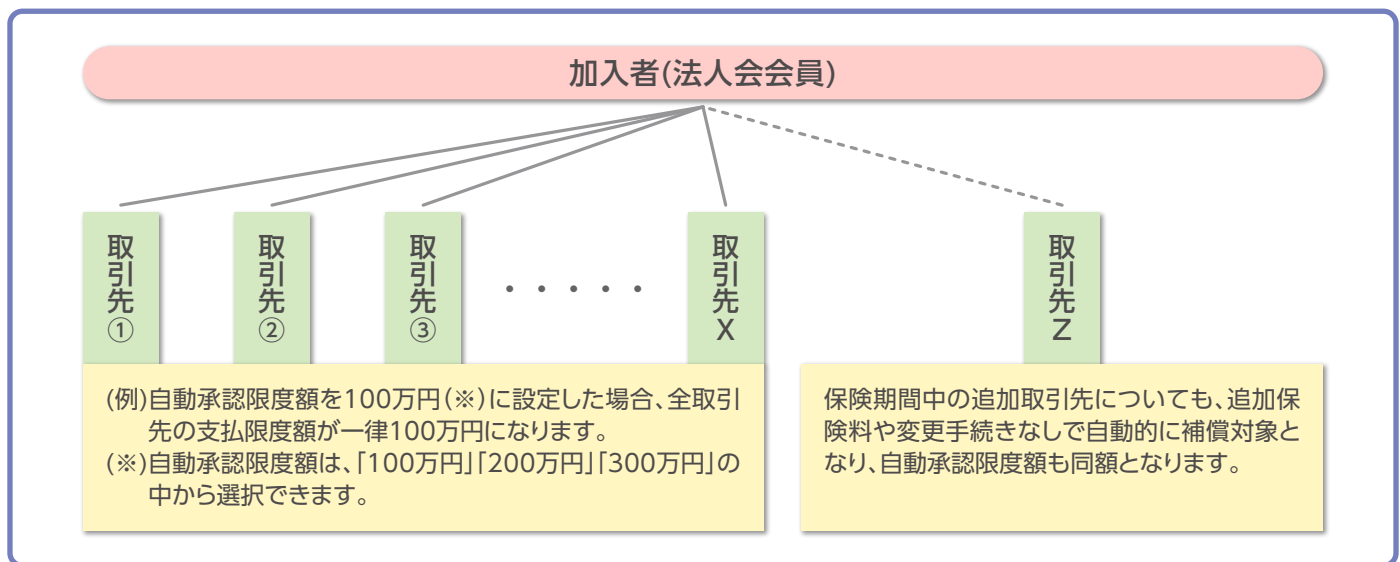 加入者(法人会会員)
取引先①
取引先②
取引先③
・・・・・
取引先X
取引先Z
(例)自動承認限度額を100万円(※)に設定した場合、全取引
先の支払限度額が一律100万円になります。
(※)自動承認限度額は、「100万円」「200万円」「300万円」の
中から選択できます。
保険期間中の追加取引先についても、追加保
険料や変更手続きなしで自動的に補償対象と
なり、自動承認限度額も同額となります。